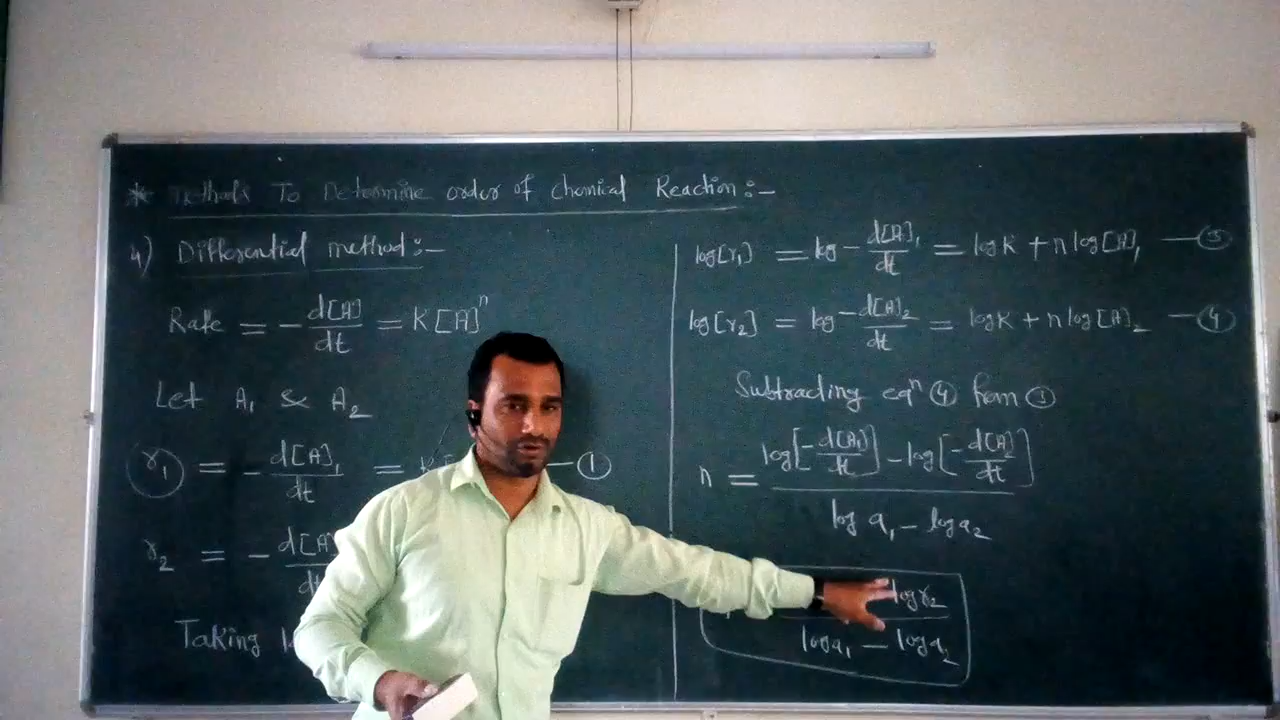 * Methods To Determine order of Chemical Reaction :-
4) Differential method :-
Rate = - d[A]/dt = K[A]^n
Let A₁ & A₂
r₁ = - d[A]₁/dt = K ①
r₂ = - d[A
Taking
log[r₁] = log - d[A]₁/dt = log K + n log [A]₁ — ③
log[r₂] = log - d[A]₂/dt = log K + n log [A]₂ — ④
Subtracting eqⁿ ④ from ③
n = log[- d[A₁]/dt] - log[- d[A]₂/dt] / log a₁ - log a₂
log r₂ / log a₁ - log a₂